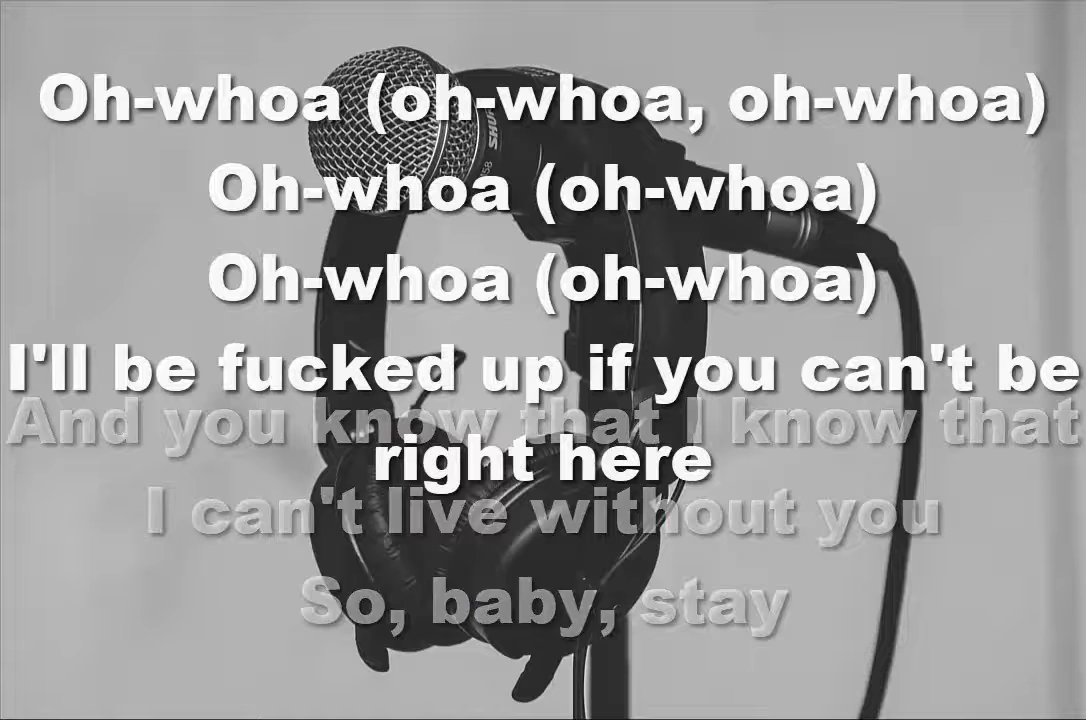 Oh-whoa (oh-whoa, oh-whoa)
Oh-whoa (oh-whoa)
Oh-whoa (oh-whoa)
I'll be fucked up if you can't be
And you know that I know that
right here
I can't live without you
So, baby, stay